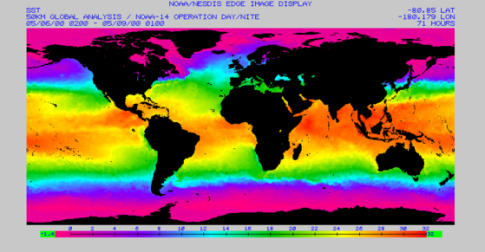 NOAA/NESDIS EDGE IMAGE DISPLAY
SST -80.85 LAT
50KM GLOBAL ANALYSIS / NOAA-14 OPERATION DAY/NITE -180.179 LON
05/06/00 0200 - 05/09/00 0100 71 HOURS
0 2 4 6 8 10 12 14 16 18 20 22 24 26 28 30 32